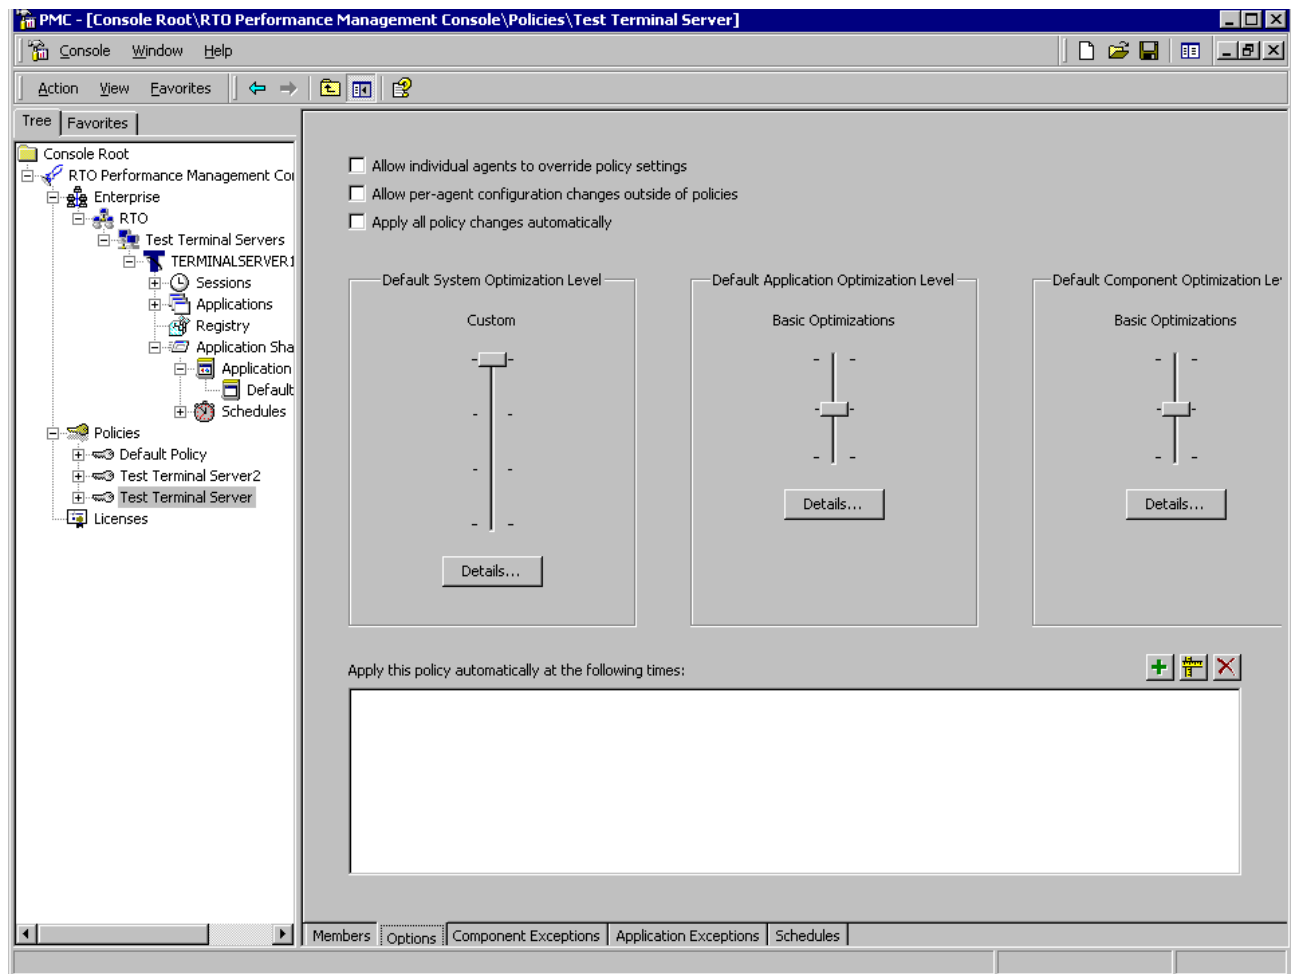 PMC - [Console Root\RTO Performance Management Console\Policies\Test Terminal Server]
Console Window Help
Action View Favorites
Tree Favorites
Console Root
RTO Performance Management Co
Enterprise
RTO
Test Terminal Servers
TERMINALSERVER1
Sessions
Applications
Registry
Application Sha
Application
Default
Schedules
Policies
Default Policy
Test Terminal Server2
Test Terminal Server
Licenses
Allow individual agents to override policy settings
Allow per-agent configuration changes outside of policies
Apply all policy changes automatically
Default System Optimization Level
Custom
Details...
Default Application Optimization Level
Basic Optimizations
Details...
Default Component Optimization Le
Basic Optimizations
Details...
Apply this policy automatically at the following times:
Members Options Component Exceptions Application Exceptions Schedules